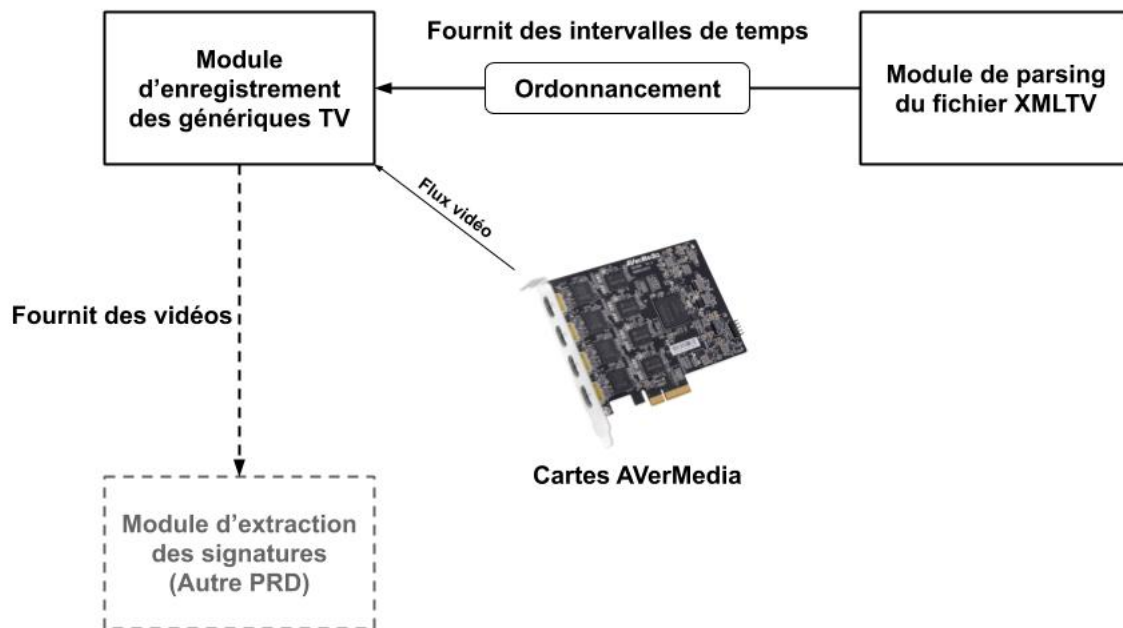 Fournit des intervalles de temps
Module
d’enregistrement
des génériques TV
Ordonnancement
Module de parsing
du fichier XMLTV
Flux vidéo
AVerMedia
Fournit des vidéos
Cartes AVerMedia
Module d’extraction
des signatures
(Autre PRD)